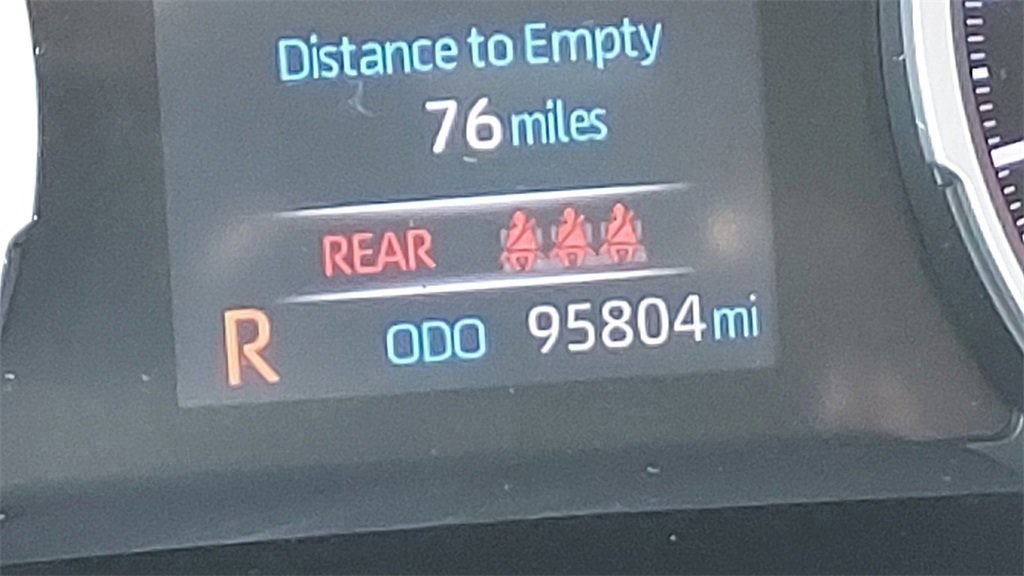 Distance to Empty
76 miles
REAR
R ODO 95804 mi